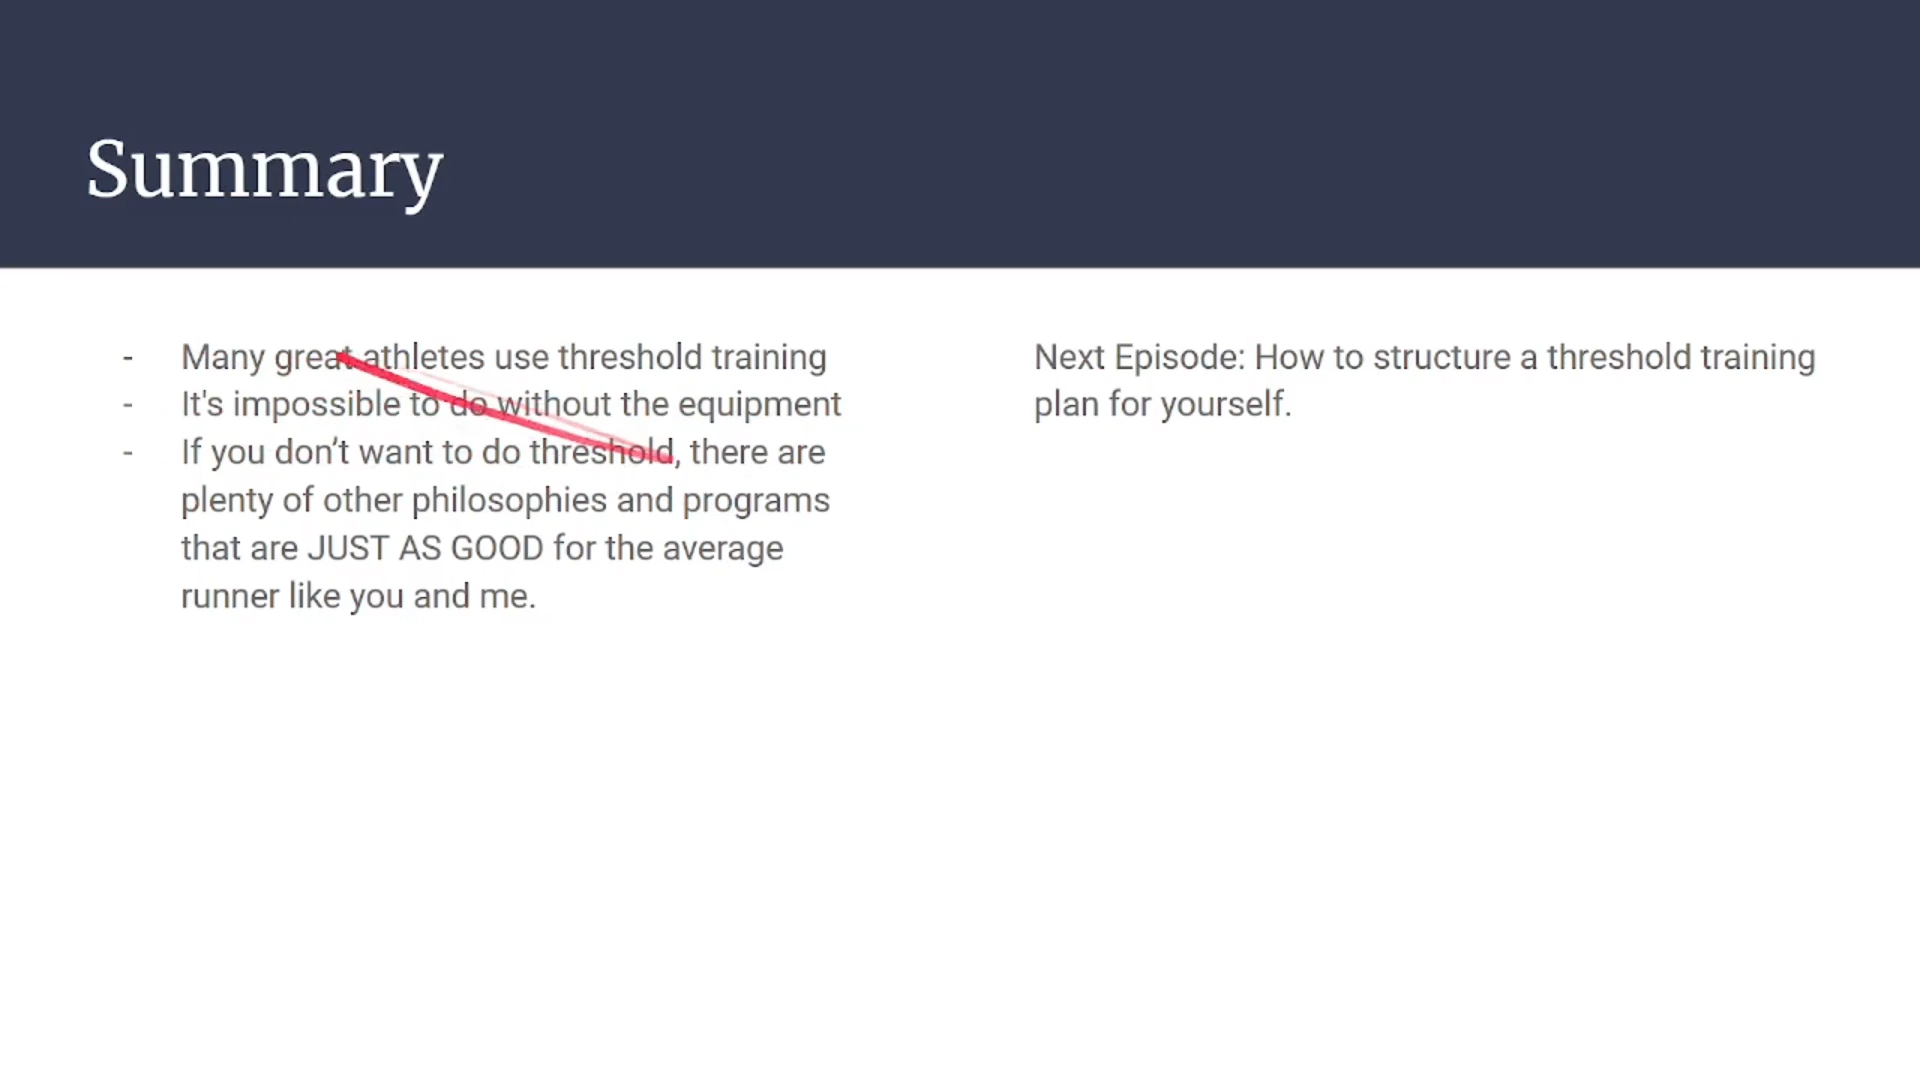 Summary
- Many great athletes use threshold training
- It's impossible to do without the equipment
- If you don’t want to do threshold, there are
plenty of other philosophies and programs
that are JUST AS GOOD for the average
runner like you and me.
Next Episode: How to structure a threshold training
plan for yourself.